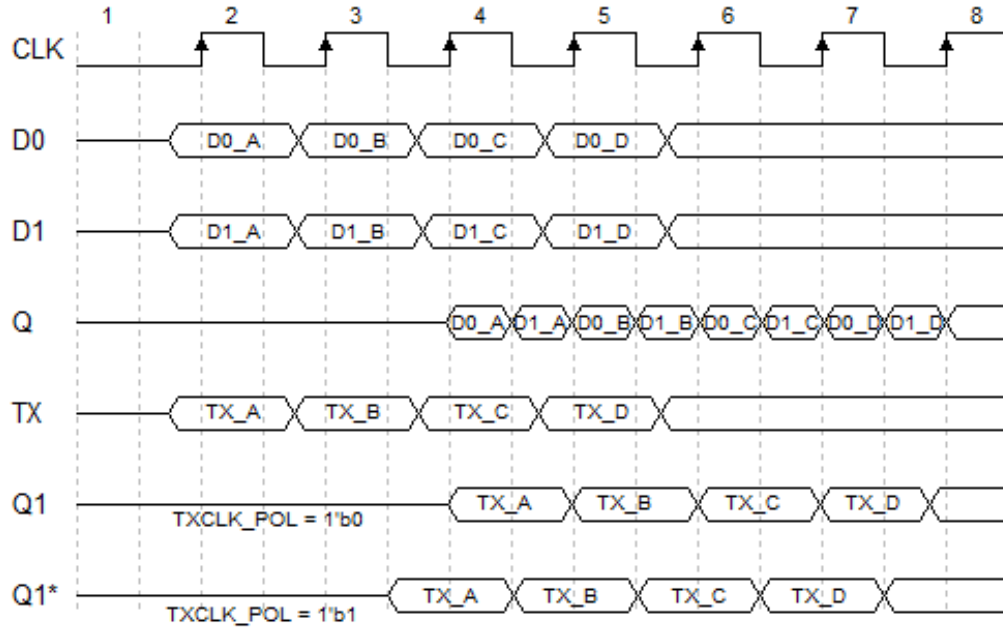 1 2 3 4 5 6 7 8
CLK
D0 D0_A D0_B D0_C D0_D
D1 D1_A D1_B D1_C D1_D
Q D0_A D1_A D0_B D1_B D0_C D1_C D0_D D1_D
TX TX_A TX_B TX_C TX_D
Q1 TX_A TX_B TX_C TX_D
TXCLK_POL = 1"b0
Q1* TX_A TX_B TX_C TX_D
TXCLK_POL = 1"b1